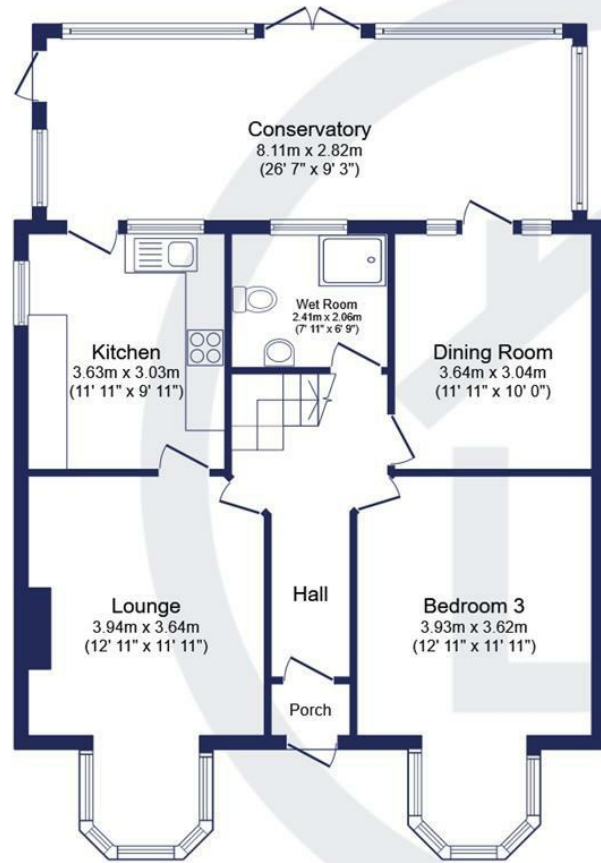 Conservatory
8.11m x 2.82m
(26' 7" x 9' 3")
Wet Room
2.41m x 2.06m
(7' 11" x 6' 9")
Kitchen
3.63m x 3.03m
(11' 11" x 9' 11")
Dining Room
3.64m x 3.04m
(11' 11" x 10' 0")
Lounge
3.94m x 3.64m
(12' 11" x 11' 11")
Hall
Bedroom 3
3.93m x 3.62m
(12' 11" x 11' 11")
Porch